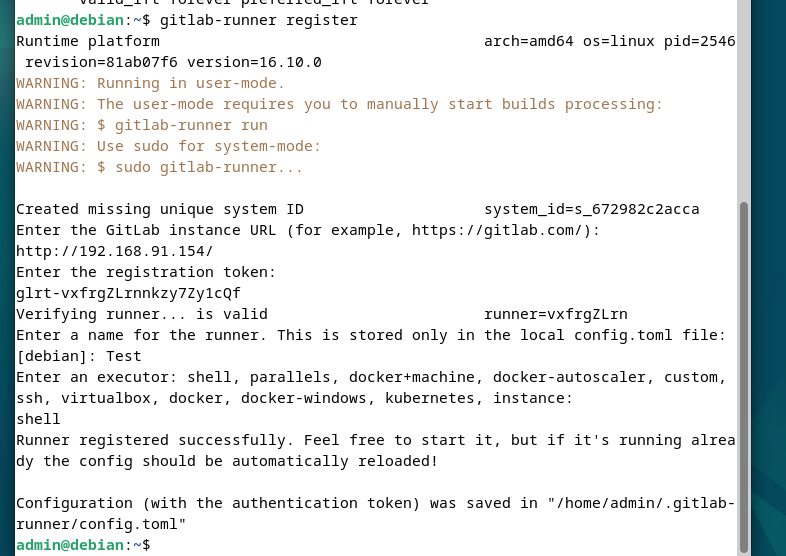 admin@debian:~$ gitlab-runner register
Runtime platform                                    arch=amd64 os=linux pid=2546
 revision=81ab07f6 version=16.10.0
WARNING: Running in user-mode.
WARNING: The user-mode requires you to manually start builds processing:
WARNING: $ gitlab-runner run
WARNING: Use sudo for system-mode:
WARNING: $ sudo gitlab-runner...

Created missing unique system ID                    system_id=s_672982c2acca
Enter the GitLab instance URL (for example, https://gitlab.com/):
http://192.168.91.154/
Enter the registration token:
glrt-vxfrgZLrnnkzy7Zy1cQf
Verifying runner... is valid                        runner=vxfrgZLrn
Enter a name for the runner. This is stored only in the local config.toml file:
[debian]: Test
Enter an executor: shell, parallels, docker+machine, docker-autoscaler, custom,
ssh, virtualbox, docker, docker-windows, kubernetes, instance:
shell
Runner registered successfully. Feel free to start it, but if it's running alrea
dy the config should be automatically reloaded!

Configuration (with the authentication token) was saved in "/home/admin/.gitlab-
runner/config.toml"
admin@debian:~$